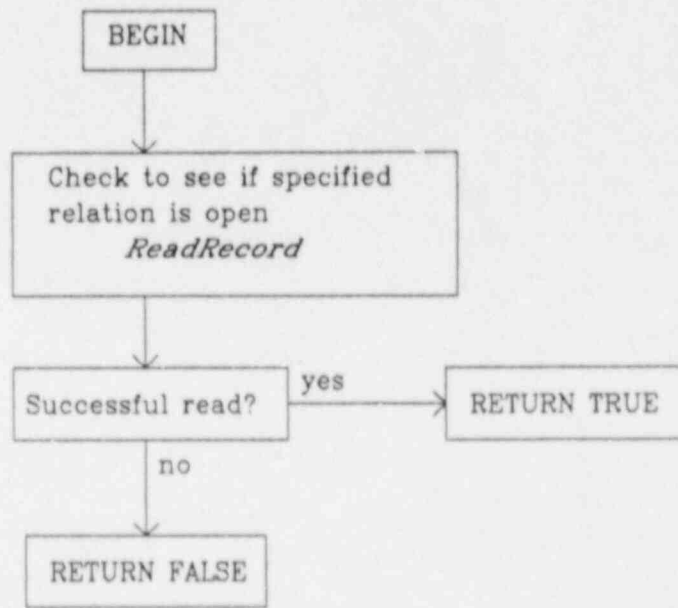 BEGIN
Check to see if specified
relation is open
ReadRecord
Successful read?
yes
RETURN TRUE
no
RETURN FALSE